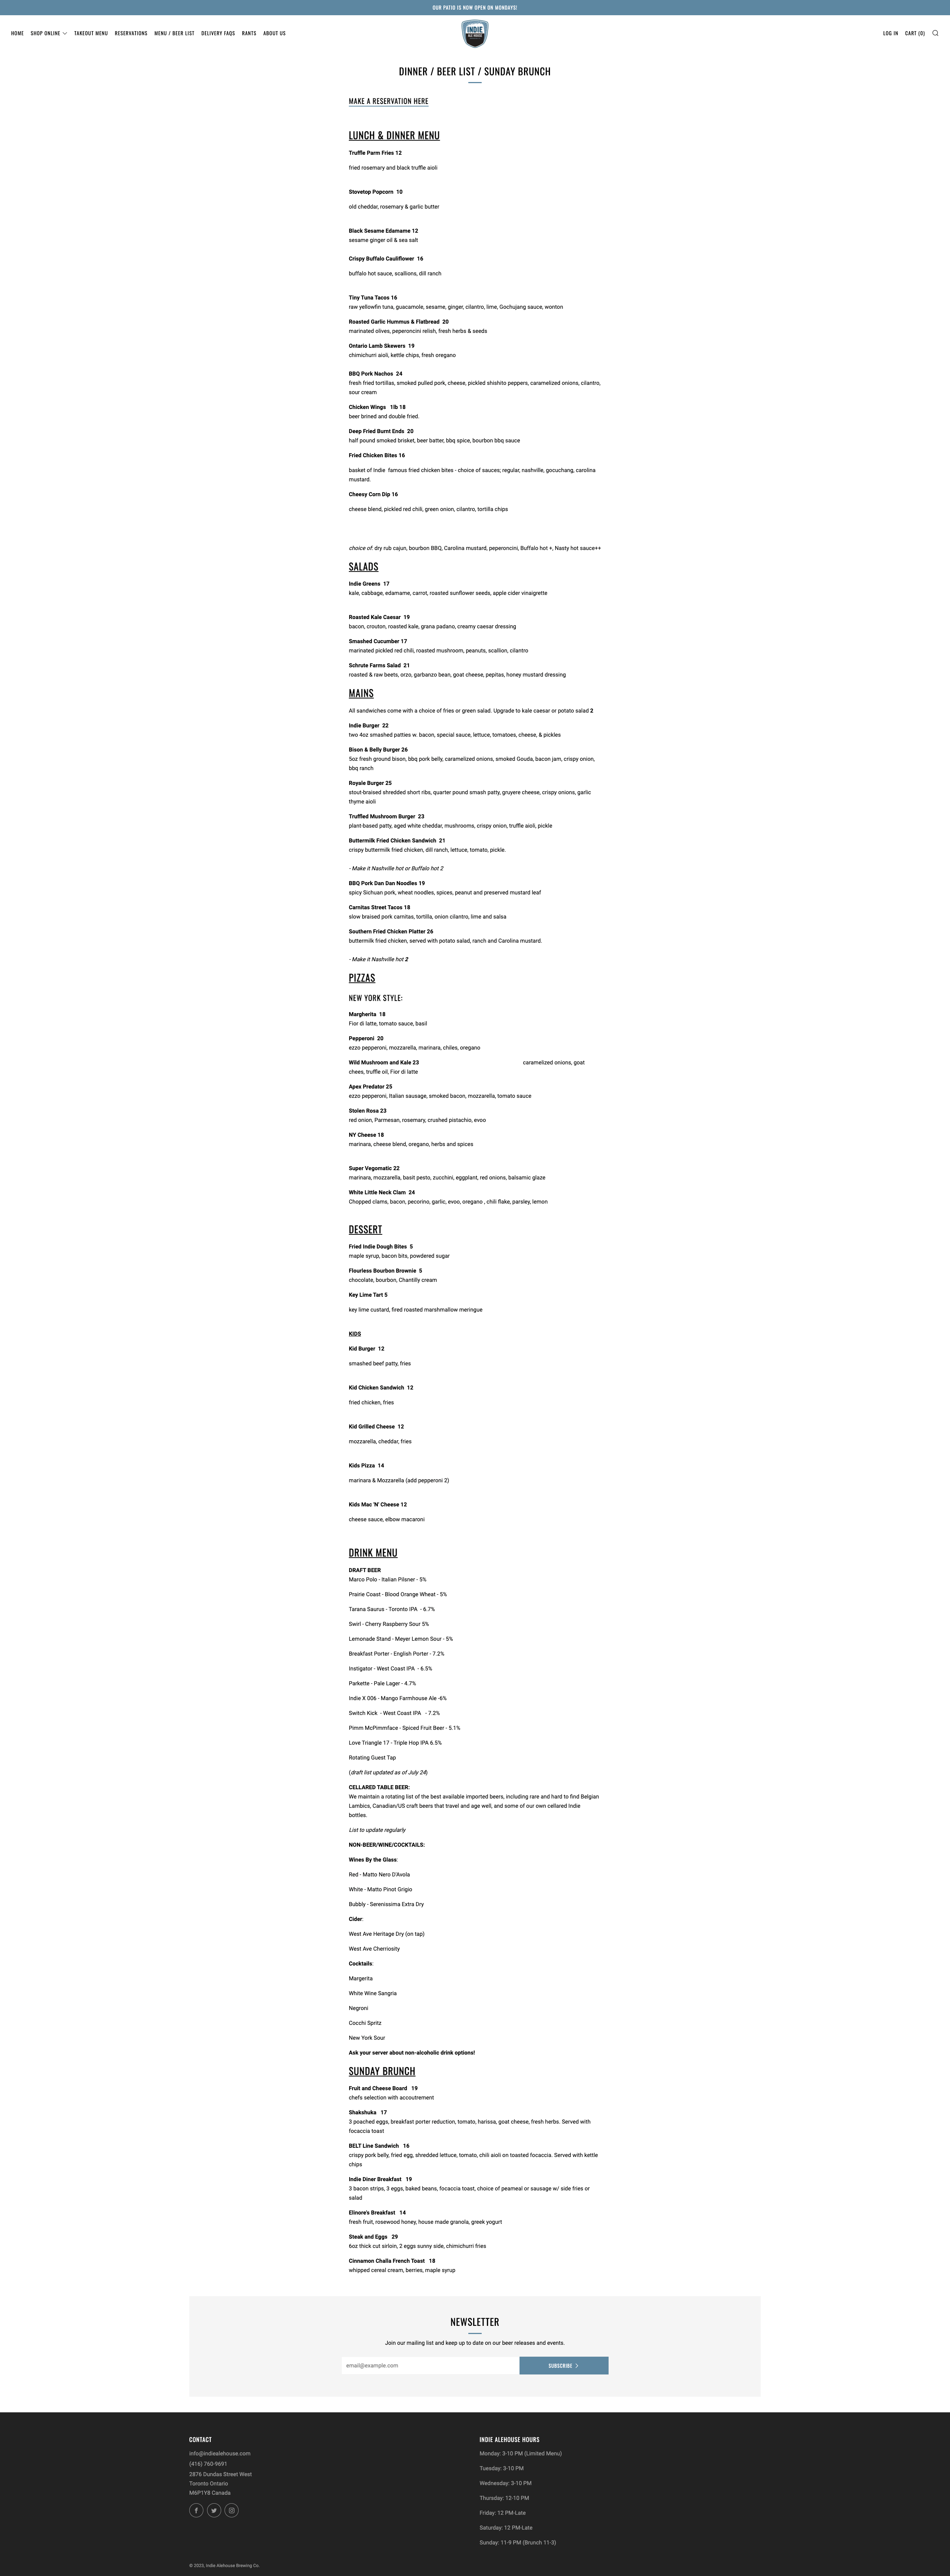 OUR PATIO IS NOW OPEN ON MONDAYS!
HOME SHOP ONLINE TAKEOUT MENU RESERVATIONS MENU / BEER LIST DELIVERY FAQS RANTS ABOUT US
INDIE
LOG IN CART (0)
DINNER / BEER LIST / SUNDAY BRUNCH
MAKE A RESERVATION HERE
LUNCH & DINNER MENU
Truffle Parm Fries 12
fried rosemary and black truffle aioli
Stovetop Popcorn 10
old cheddar, rosemary & garlic butter
Black Sesame Edamame 12
sesame ginger oil & sea salt
Crispy Buffalo Cauliflower 16
buffalo hot sauce, scallions, dill ranch
Tiny Tuna Tacos 16
raw yellowfin tuna, guacamole, sesame, ginger, cilantro, lime, Gochujang sauce, wonton
Roasted Garlic Hummus & Flatbread 20
marinated olives, peperoncini relish, fresh herbs & seeds
Ontario Lamb Skewers 19
chimichurri aioli, kettle chips, fresh oregano
BBQ Pork Nachos 24
fresh fried tortillas, smoked pulled pork, cheese, pickled shishito peppers, caramelized onions, cilantro,
sour cream
Chicken Wings 1lb 18
beer brined and double fried.
Deep Fried Burnt Ends 20
half pound smoked brisket, beer batter, bbq spice, bourbon bbq sauce
Fried Chicken Bites 16
basket of Indie famous fried chicken bites - choice of sauces; regular, nashville, gocuchang, carolina
mustard.
Cheesy Corn Dip 16
cheese blend, pickled red chili, green onion, cilantro, tortilla chips
choice of: dry rub cajun, bourbon BBQ, Carolina mustard, peperoncini, Buffalo hot +, Nasty hot sauce++
SALADS
Indie Greens 17
kale, cabbage, edamame, carrot, roasted sunflower seeds, apple cider vinaigrette
Roasted Kale Caesar 19
bacon, crouton, roasted kale, grana padano, creamy caesar dressing
Smashed Cucumber 17
marinated pickled red chili, roasted mushroom, peanuts, scallion, cilantro
Schrute Farms Salad 21
roasted & raw beets, orzo, garbanzo bean, goat cheese, pepitas, honey mustard dressing
MAINS
All sandwiches come with a choice of fries or green salad. Upgrade to kale caesar or potato salad 2
Indie Burger 22
two 4oz smashed patties w. bacon, special sauce, lettuce, tomatoes, cheese, & pickles
Bison & Belly Burger 26
5oz fresh ground bison, bbq pork belly, caramelized onions, smoked Gouda, bacon jam, crispy onion,
bbq ranch
Royale Burger 25
stout-braised shredded short ribs, quarter pound smash patty, gruyere cheese, crispy onions, garlic
thyme aioli
Truffled Mushroom Burger 23
plant-based patty, aged white cheddar, mushrooms, crispy onion, truffle aioli, pickle
Buttermilk Fried Chicken Sandwich 21
crispy buttermilk fried chicken, dill ranch, lettuce, tomato, pickle.
- Make it Nashville hot or Buffalo hot 2
BBQ Pork Dan Dan Noodles 19
spicy Sichuan pork, wheat noodles, spices, peanut and preserved mustard leaf
Carnitas Street Tacos 18
slow braised pork carnitas, tortilla, onion cilantro, lime and salsa
Southern Fried Chicken Platter 26
buttermilk fried chicken, served with potato salad, ranch and Carolina mustard.
- Make it Nashville hot 2
PIZZAS
NEW YORK STYLE:
Margherita 18
Fior di latte, tomato sauce, basil
Pepperoni 20
ezzo pepperoni, mozzarella, marinara, chiles, oregano
Wild Mushroom and Kale 23 caramelized onions, goat
chees, truffle oil, Fior di latte
Apex Predator 25
ezzo pepperoni, Italian sausage, smoked bacon, mozzarella, tomato sauce
Stolen Rosa 23
red onion, Parmesan, rosemary, crushed pistachio, evoo
NY Cheese 18
marinara, cheese blend, oregano, herbs and spices
Super Vegomatic 22
marinara, mozzarella, basit pesto, zucchini, eggplant, red onions, balsamic glaze
White Little Neck Clam 24
Chopped clams, bacon, pecorino, garlic, evoo, oregano , chili flake, parsley, lemon
DESSERT
Fried Indie Dough Bites 5
maple syrup, bacon bits, powdered sugar
Flourless Bourbon Brownie 5
chocolate, bourbon, Chantilly cream
Key Lime Tart 5
key lime custard, fired roasted marshmallow meringue
KIDS
Kid Burger 12
smashed beef patty, fries
Kid Chicken Sandwich 12
fried chicken, fries
Kid Grilled Cheese 12
mozzarella, cheddar, fries
Kids Pizza 14
marinara & Mozzarella (add pepperoni 2)
Kids Mac 'N' Cheese 12
cheese sauce, elbow macaroni
DRINK MENU
DRAFT BEER
Marco Polo - Italian Pilsner - 5%
Prairie Coast - Blood Orange Wheat - 5%
Tarana Saurus - Toronto IPA - 6.7%
Swirl - Cherry Raspberry Sour 5%
Lemonade Stand - Meyer Lemon Sour - 5%
Breakfast Porter - English Porter - 7.2%
Instigator - West Coast IPA - 6.5%
Parkette - Pale Lager - 4.7%
Indie X 006 - Mango Farmhouse Ale -6%
Switch Kick - West Coast IPA - 7.2%
Pimm McPimmface - Spiced Fruit Beer - 5.1%
Love Triangle 17 - Triple Hop IPA 6.5%
Rotating Guest Tap
(draft list updated as of July 24)
CELLARED TABLE BEER:
We maintain a rotating list of the best available imported beers, including rare and hard to find Belgian
Lambics, Canadian/US craft beers that travel and age well, and some of our own cellared Indie
bottles.
List to update regularly
NON-BEER/WINE/COCKTAILS:
Wines By the Glass:
Red - Matto Nero D'Avola
White - Matto Pinot Grigio
Bubbly - Serenissima Extra Dry
Cider:
West Ave Heritage Dry (on tap)
West Ave Cherriosity
Cocktails:
Margerita
White Wine Sangria
Negroni
Cocchi Spritz
New York Sour
Ask your server about non-alcoholic drink options!
SUNDAY BRUNCH
Fruit and Cheese Board 19
chefs selection with accoutrement
Shakshuka 17
3 poached eggs, breakfast porter reduction, tomato, harissa, goat cheese, fresh herbs. Served with
focaccia toast
BELT Line Sandwich 16
crispy pork belly, fried egg, shredded lettuce, tomato, chili aioli on toasted focaccia. Served with kettle
chips
Indie Diner Breakfast 19
3 bacon strips, 3 eggs, baked beans, focaccia toast, choice of peameal or sausage w/ side fries or
salad
Elinore's Breakfast 14
fresh fruit, rosewood honey, house made granola, greek yogurt
Steak and Eggs 29
6oz thick cut sirloin, 2 eggs sunny side, chimichurri fries
Cinnamon Challa French Toast 18
whipped cereal cream, berries, maple syrup
NEWSLETTER
Join our mailing list and keep up to date on our beer releases and events.
email@example.com
SUBSCRIBE
CONTACT
info@indiealehouse.com
(416) 760-9691
2876 Dundas Street West
Toronto Ontario
M6P1Y8 Canada
INDIE ALEHOUSE HOURS
Monday: 3-10 PM (Limited Menu)
Tuesday: 3-10 PM
Wednesday: 3-10 PM
Thursday: 12-10 PM
Friday: 12 PM-Late
Saturday: 12 PM-Late
Sunday: 11-9 PM (Brunch 11-3)
© 2023, Indie Alehouse Brewing Co.